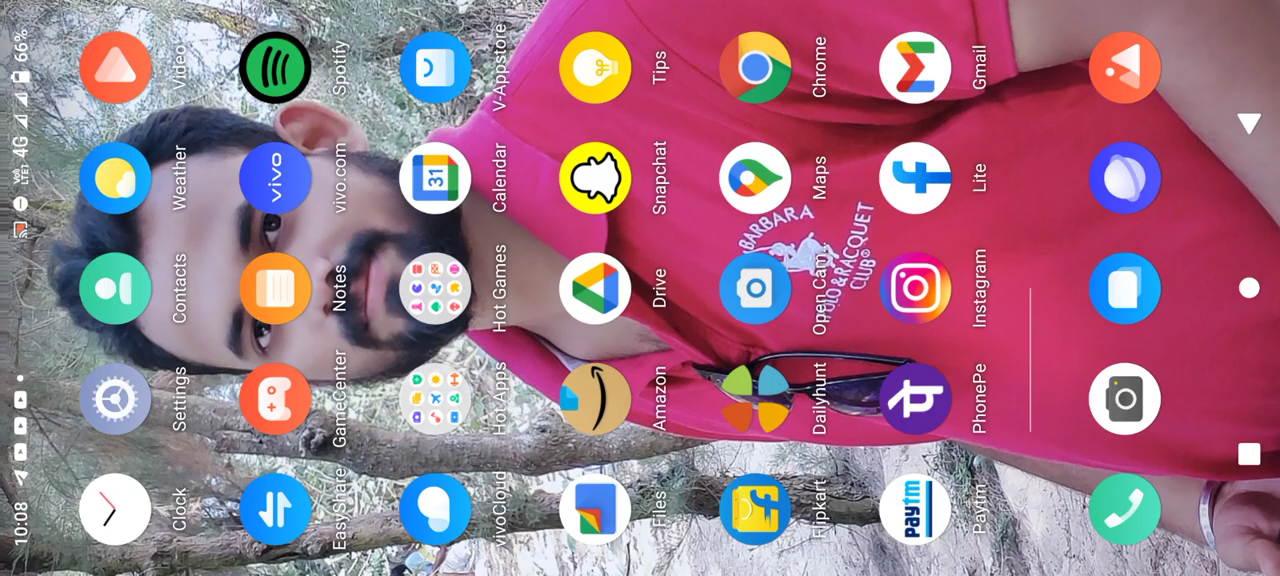 10:08 4G 66%
Clock Settings Contacts Weather Video
vivo
EasyShare GameCenter Notes vivo.com Spotify
31
vivoCloud Hot Apps Hot Games Calendar V-Appstore
Files Amazon Drive Snapchat Tips
BARBARA
& RACQUET
CLUB®
Flipkart Dailyhunt Open Cam.. Maps Chrome
Paytm
Paytm PhonePe Instagram Lite Gmail